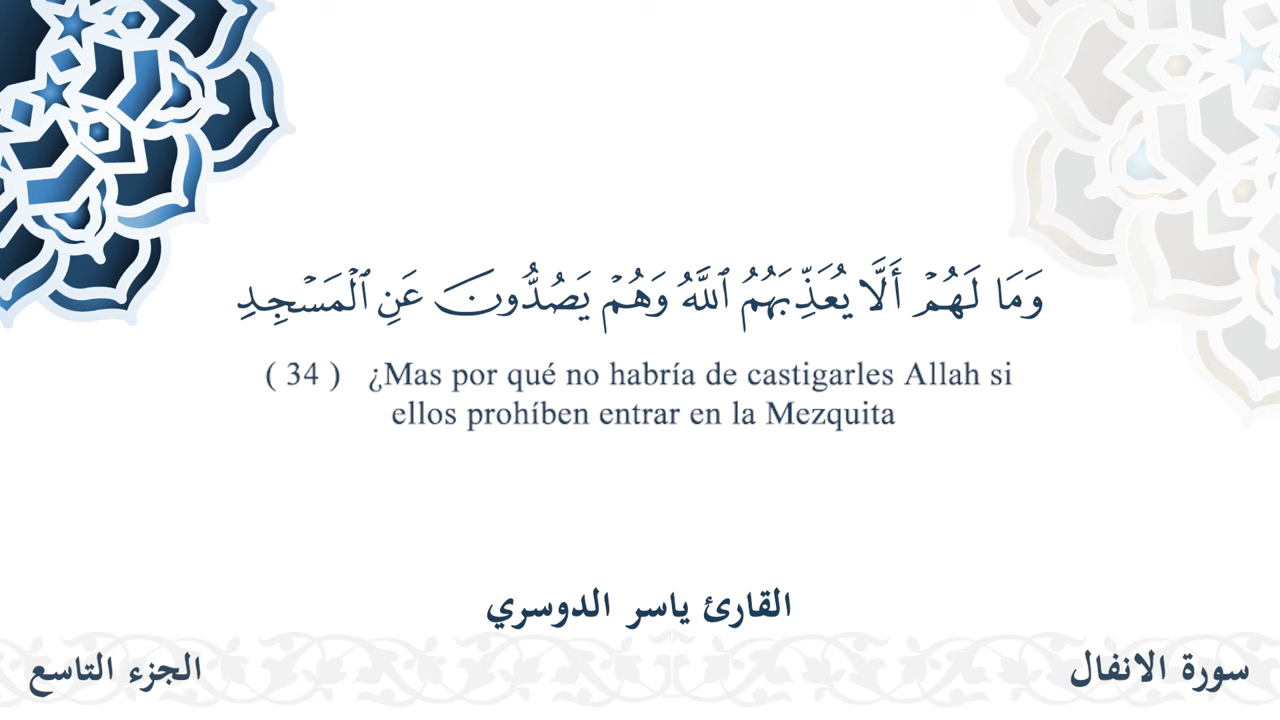 وَمَا لَهُمۡ أَلَّا يُعَذِّبَهُمُ ٱللَّهُ وَهُمۡ يَصُدُّونَ عَنِ ٱلۡمَسۡجِدِ
( 34 ) ¿Mas por qué no habría de castigarles Allah si
ellos prohíben entrar en la Mezquita
القارئ ياسر الدوسري
سورة الانفال
الجزء التاسع